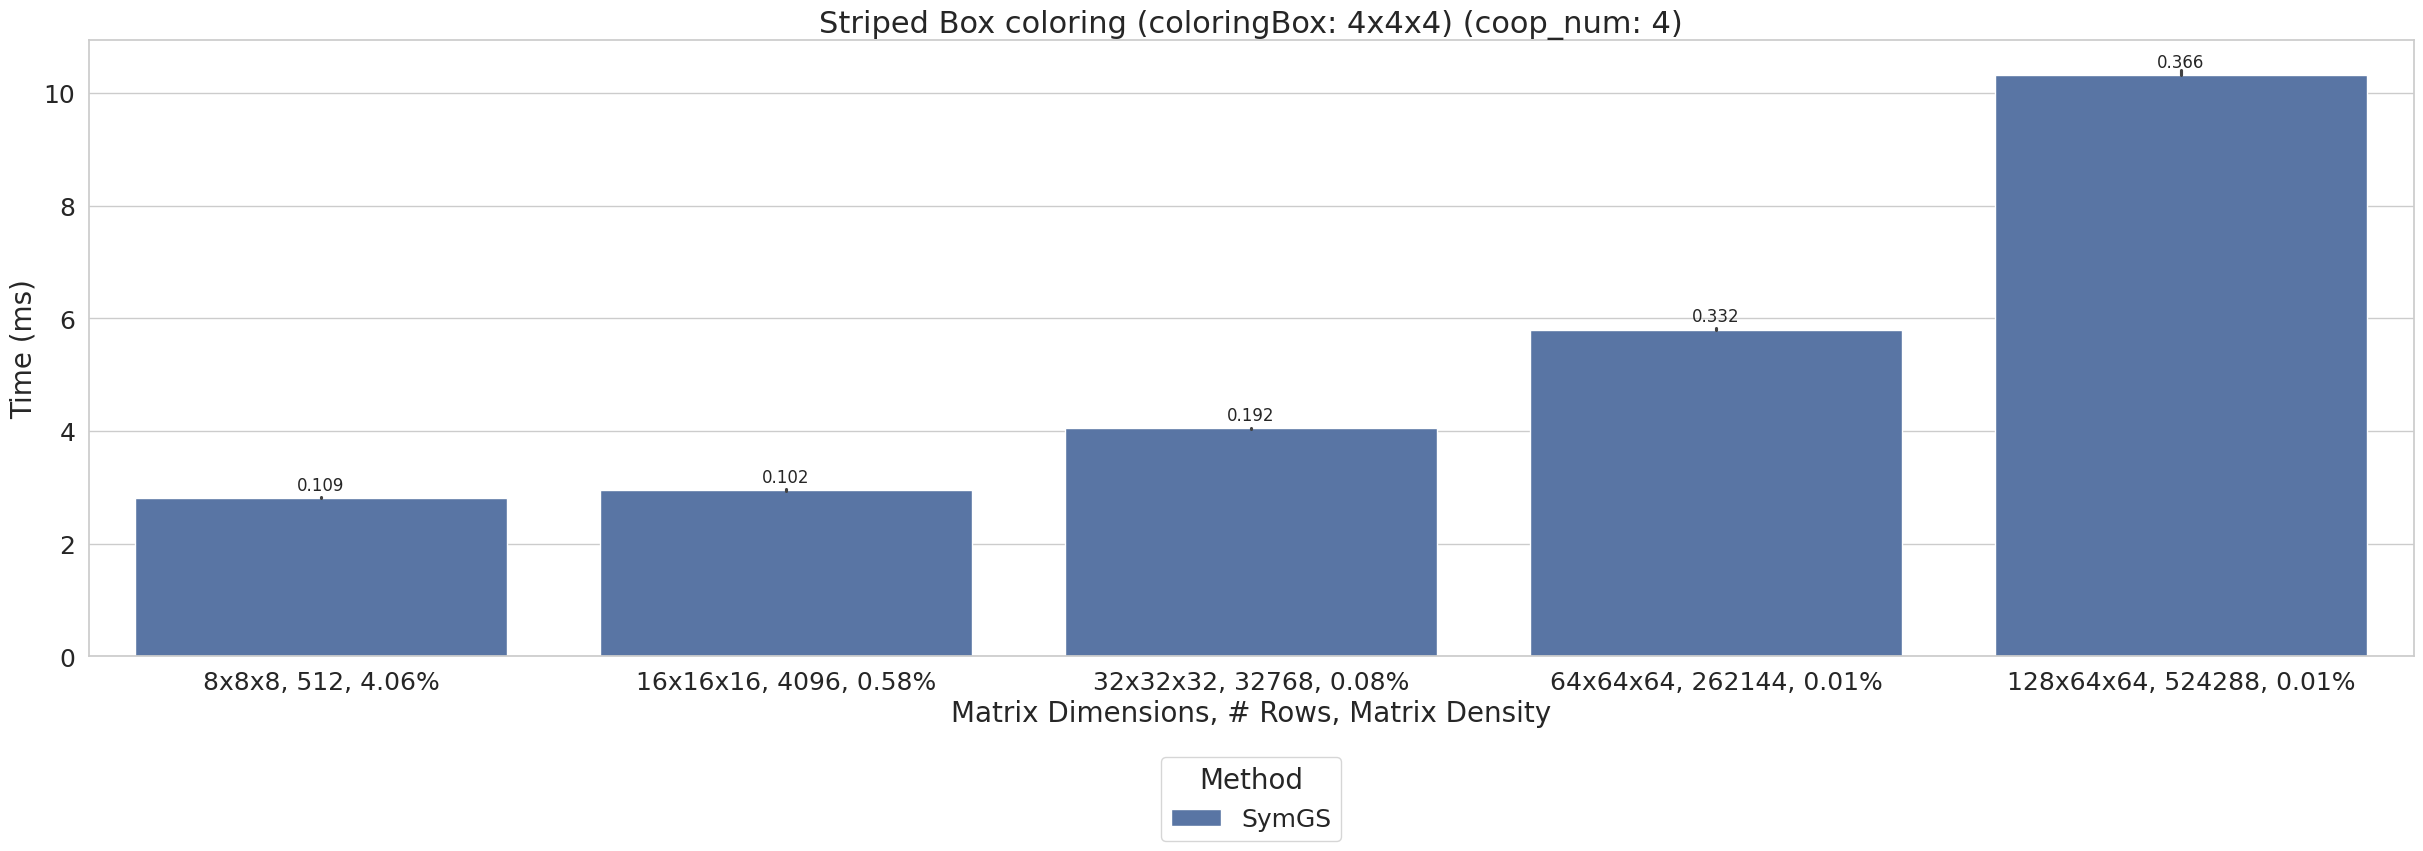 Striped Box coloring (coloringBox: 4x4x4) (coop_num: 4)
Time (ms)
10
8
6
4
2
0
0.109
0.102
0.192
0.332
0.366
8x8x8, 512, 4.06%
16x16x16, 4096, 0.58%
32x32x32, 32768, 0.08%
64x64x64, 262144, 0.01%
128x64x64, 524288, 0.01%
Matrix Dimensions, # Rows, Matrix Density
Method
SymGS